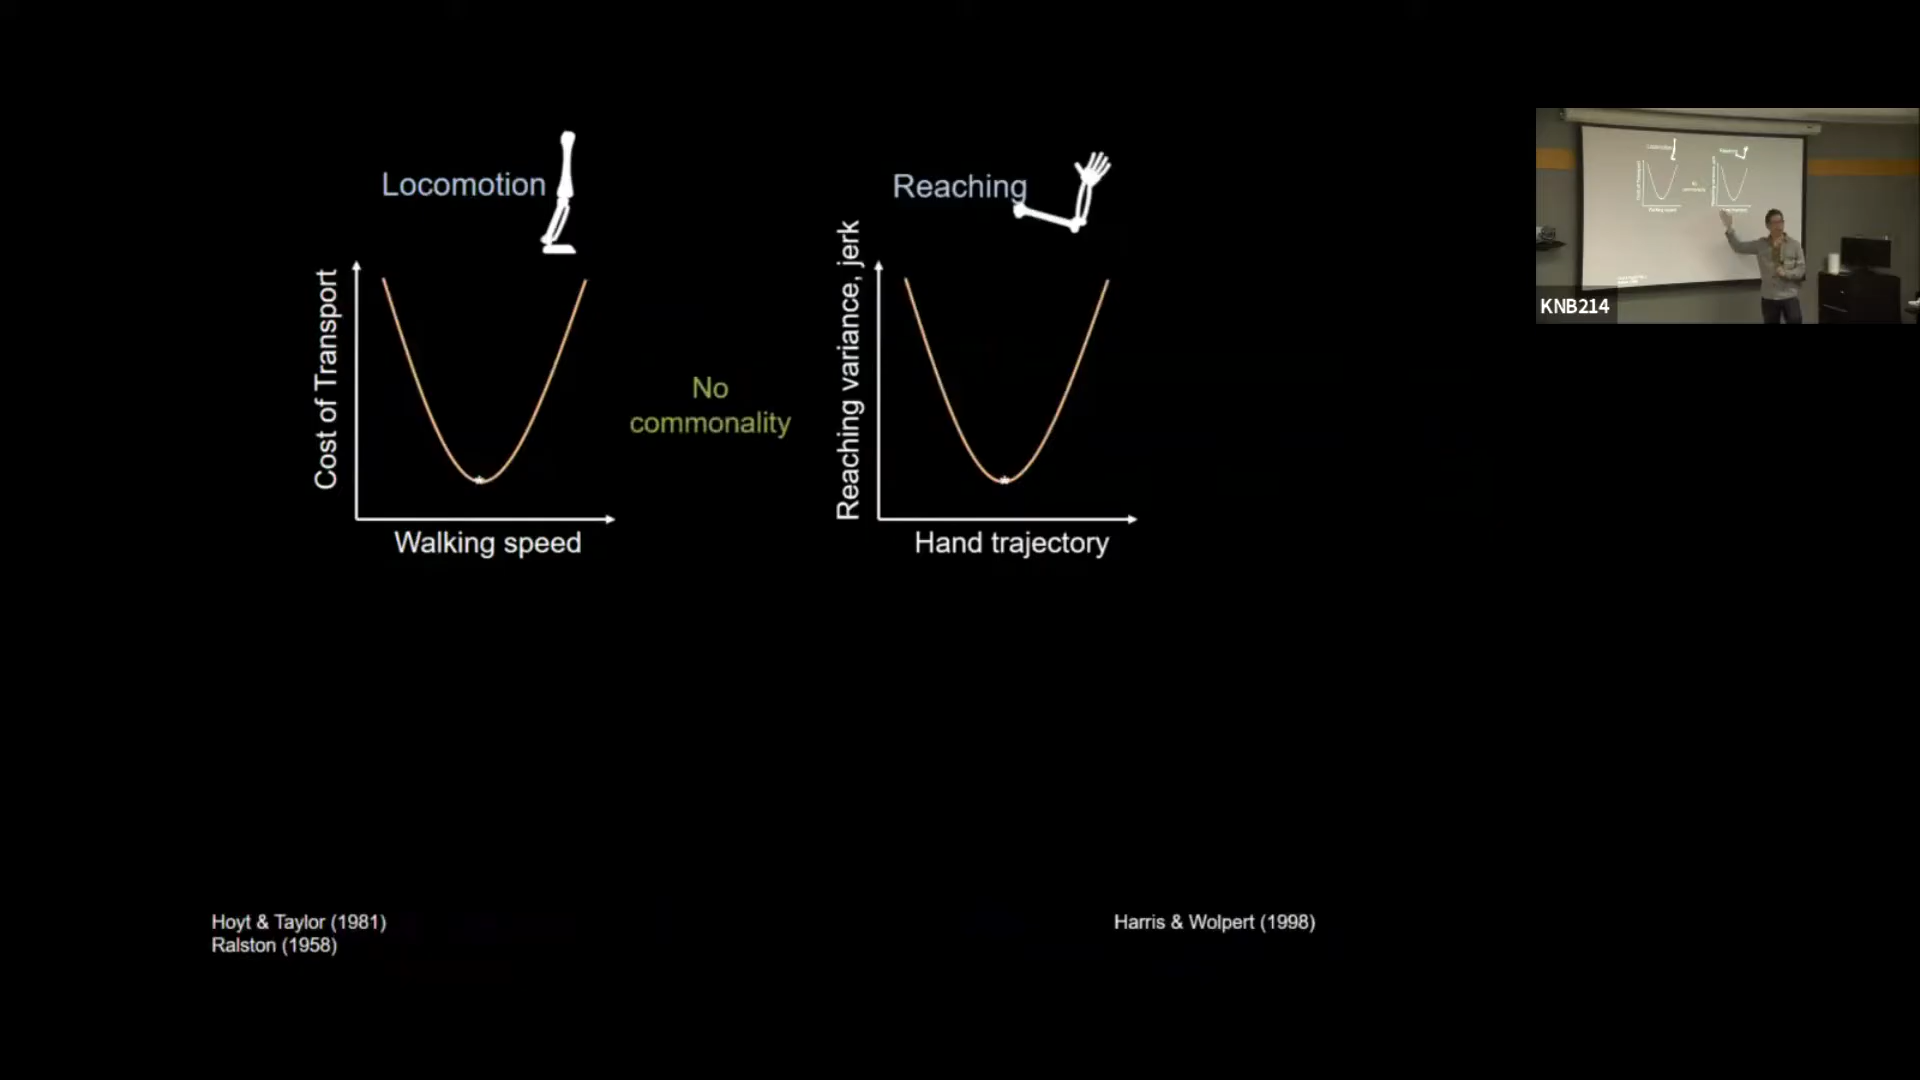 Locomotion
Reaching
Cost of Transport
Walking speed
No
commonality
Reaching variance, jerk
Hand trajectory
KNB214
Hoyt & Taylor (1981)
Ralston (1958)
Harris & Wolpert (1998)